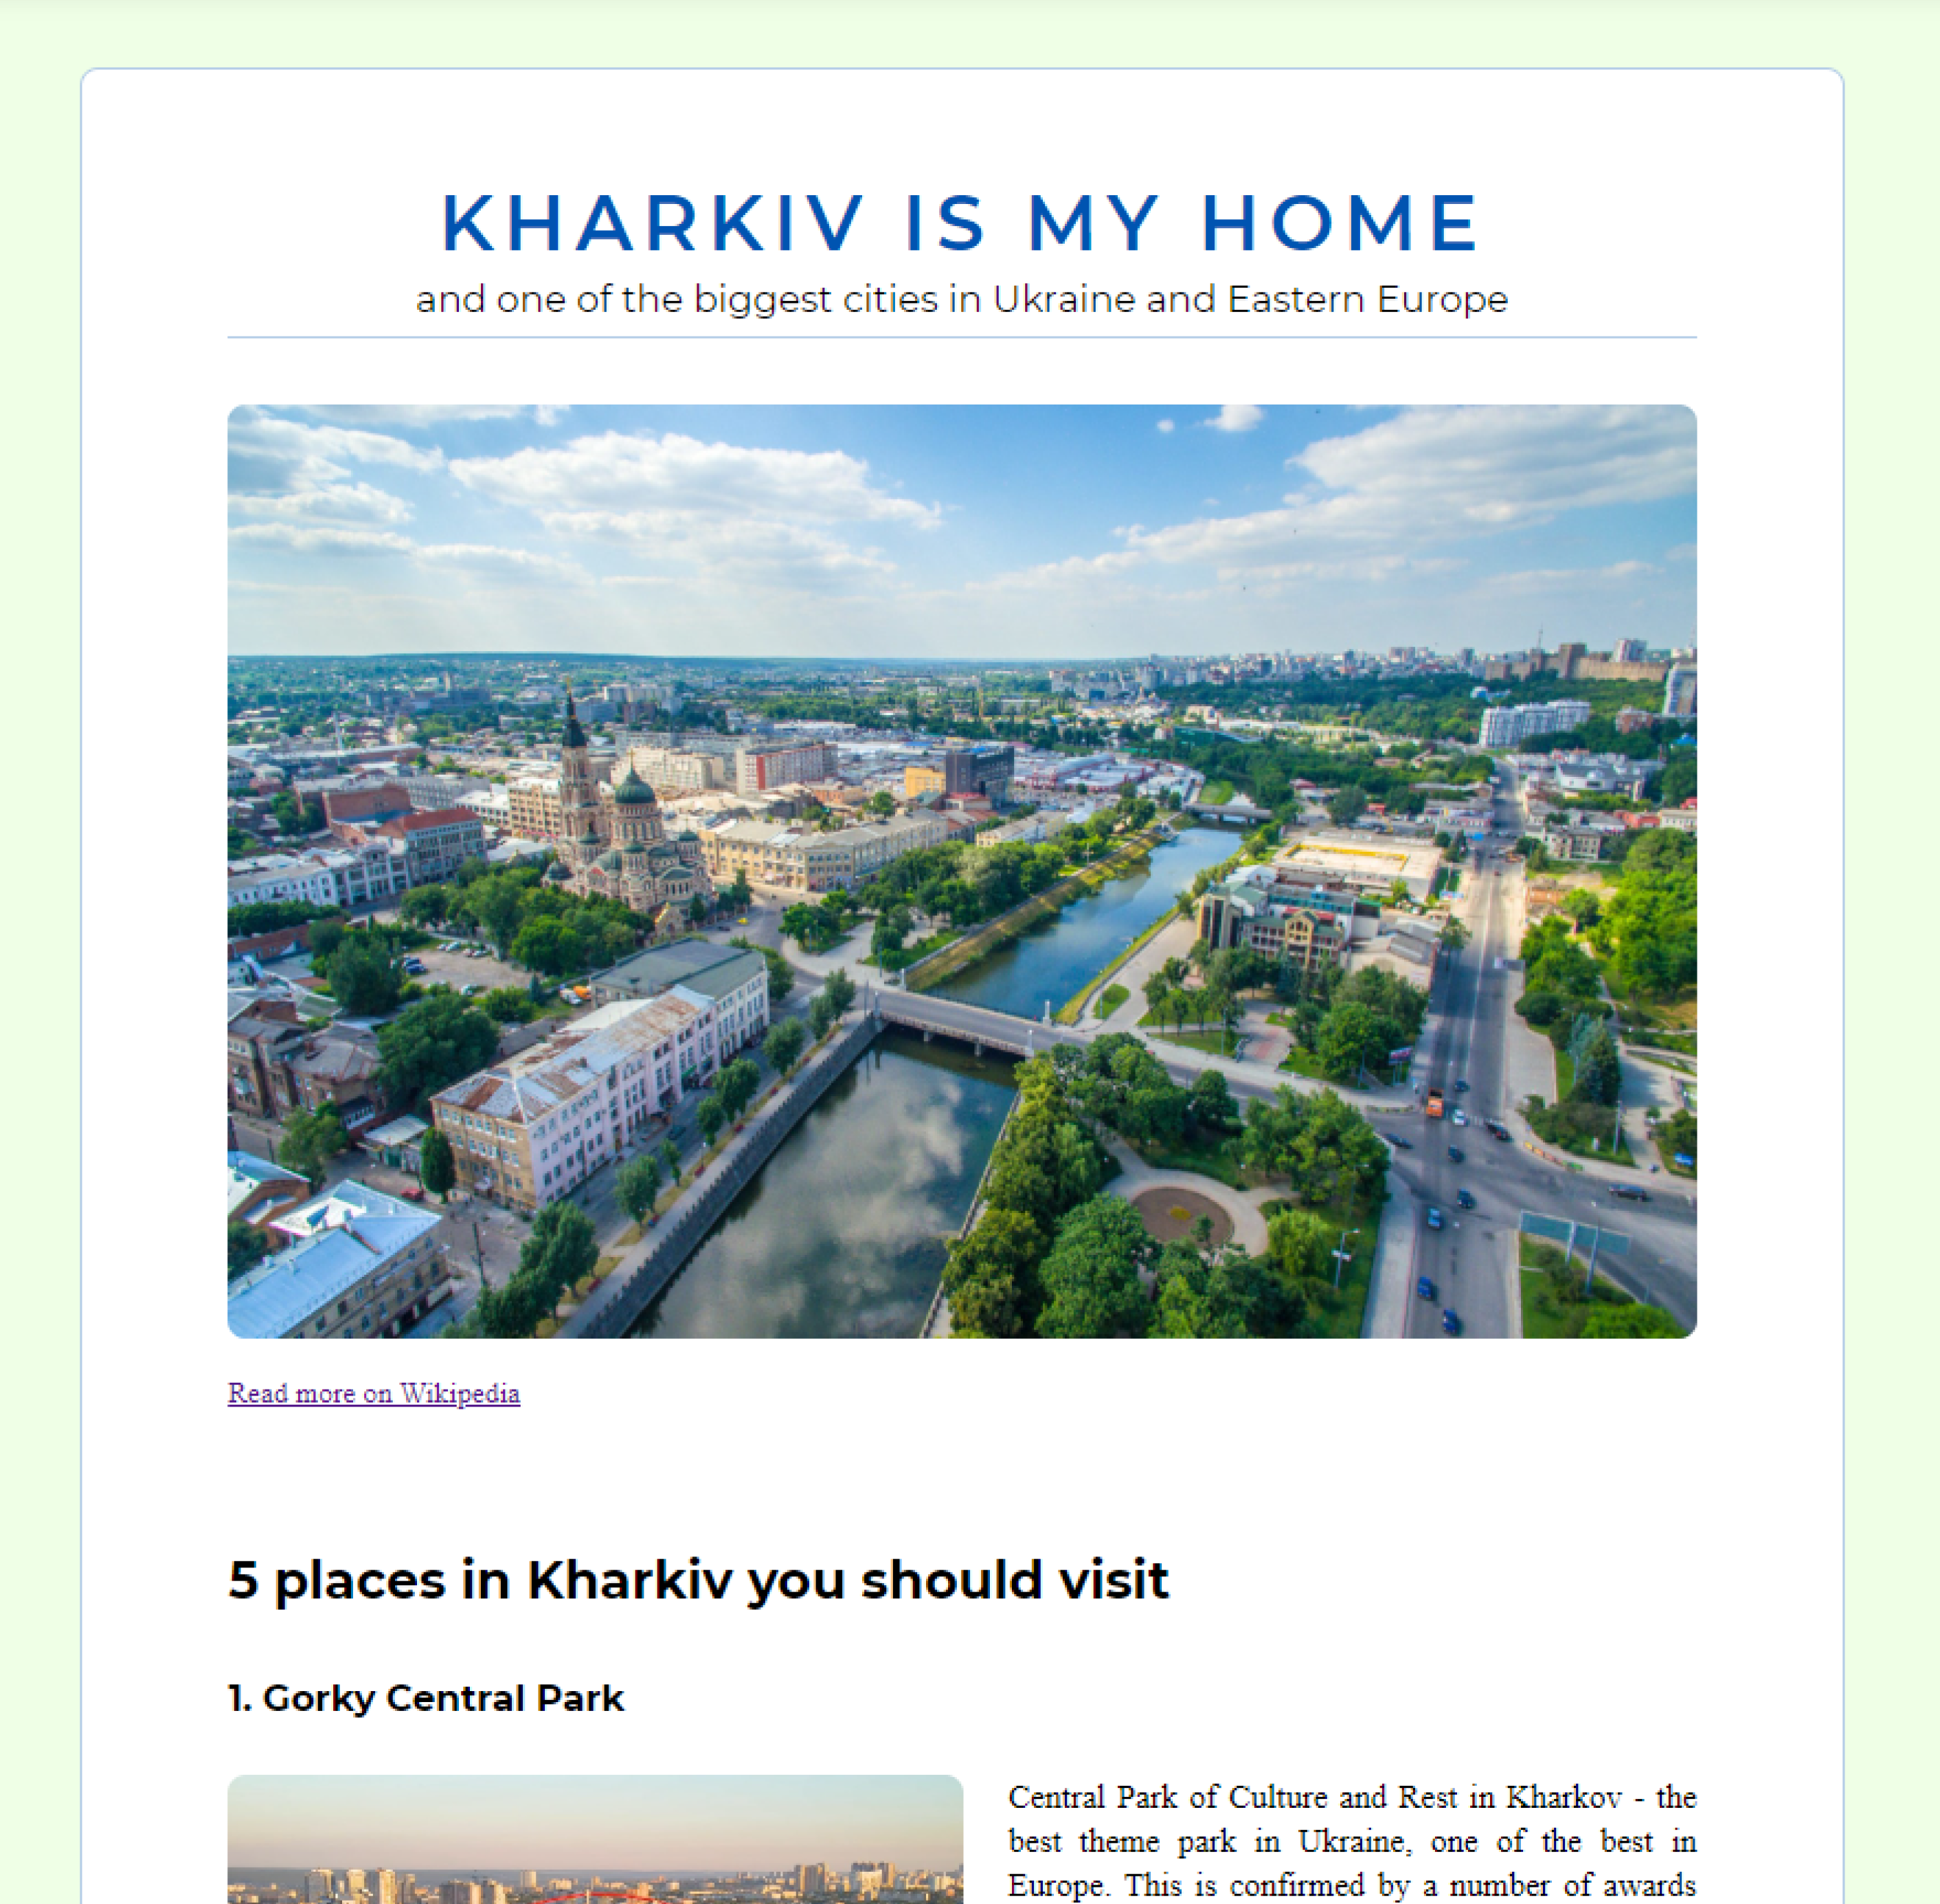 KHARKIV IS MY HOME
and one of the biggest cities in Ukraine and Eastern Europe
Read more on Wikipedia
5 places in Kharkiv you should visit
1. Gorky Central Park
Central Park of Culture and Rest in Kharkov - the
best theme park in Ukraine, one of the best in
Europe. This is confirmed by a number of awards